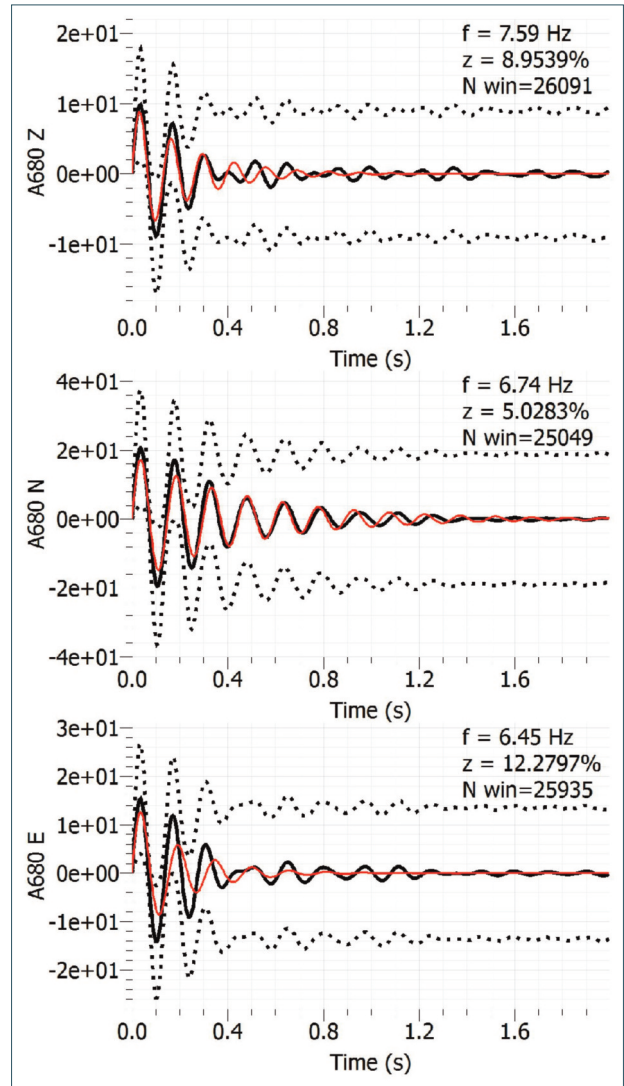 f = 7.59 Hz
z = 8.9539%
N win=26091
2e+01
1e+01
0e+00
-1e+01
A680 Z
0.0 0.4 0.8 1.2 1.6
Time (s)
f = 6.74 Hz
z = 5.0283%
N win=25049
4e+01
2e+01
0e+00
-2e+01
-4e+01
A680 N
0.0 0.4 0.8 1.2 1.6
Time (s)
f = 6.45 Hz
z = 12.2797%
N win=25935
3e+01
2e+01
1e+01
0e+00
-1e+01
-2e+01
A680 E
0.0 0.4 0.8 1.2 1.6
Time (s)